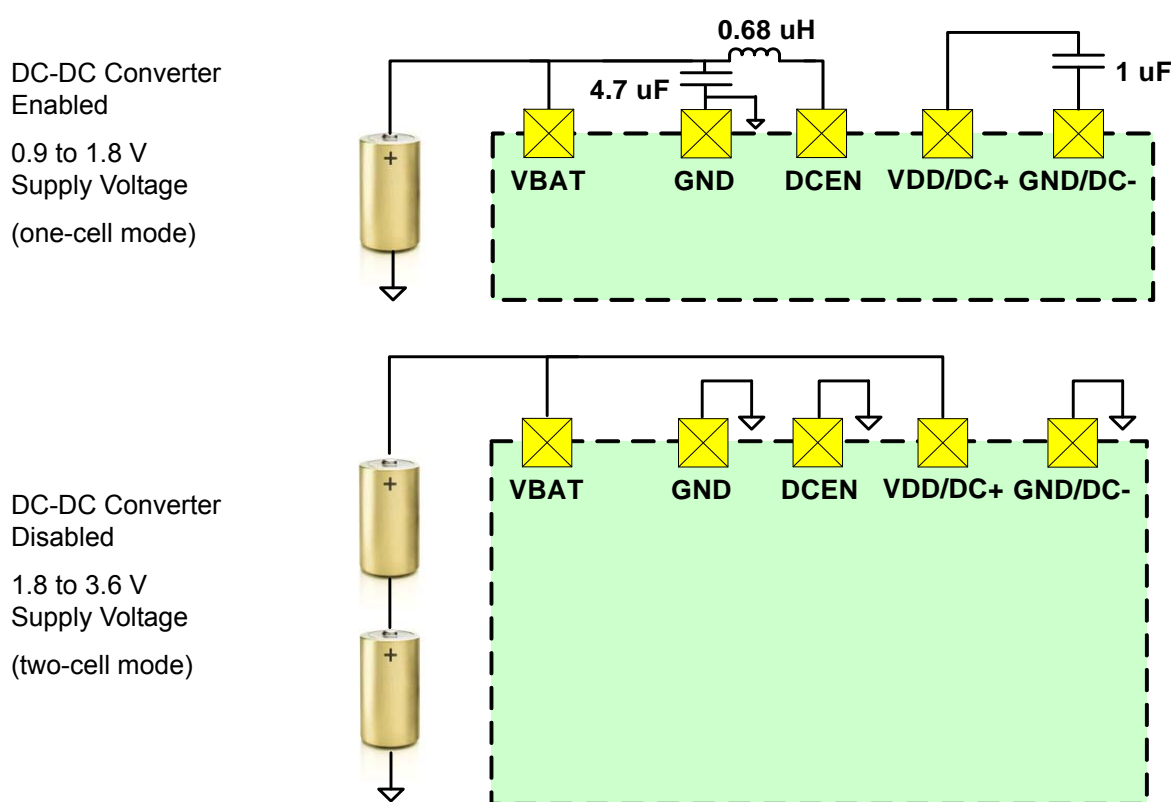 0.68 uH
DC-DC Converter
Enabled
0.9 to 1.8 V
Supply Voltage
(one-cell mode)
4.7 uF
1 uF
+
VBAT
GND
DCEN
VDD/DC+
GND/DC-
DC-DC Converter
Disabled
1.8 to 3.6 V
Supply Voltage
(two-cell mode)
+
+
VBAT
GND
DCEN
VDD/DC+
GND/DC-